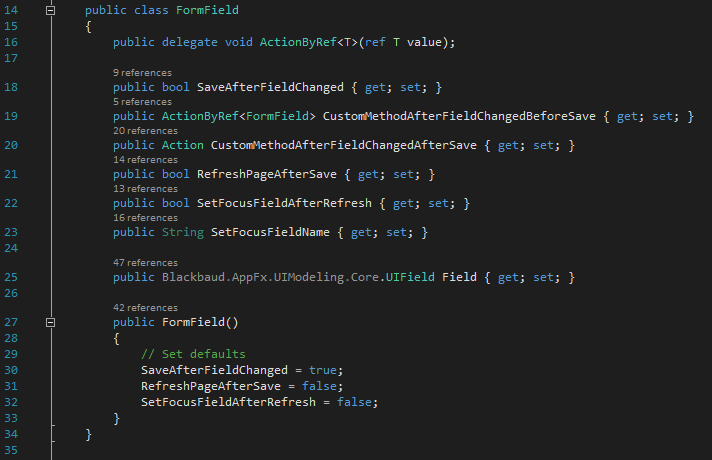 14 public class FormField
15 {
16 public delegate void ActionByRef<T>(ref T value);
17
9 references
18 public bool SaveAfterFieldChanged { get; set; }
5 references
19 public ActionByRef<FormField> CustomMethodAfterFieldChangedBeforeSave { get; set; }
20 references
20 public Action CustomMethodAfterFieldChangedAfterSave { get; set; }
14 references
21 public bool RefreshPageAfterSave { get; set; }
13 references
22 public bool SetFocusFieldAfterRefresh { get; set; }
16 references
23 public String SetFocusFieldName { get; set; }
24
47 references
25 public Blackbaud.AppFx.UIModeling.Core.UIField Field { get; set; }
26
42 references
27 public FormField()
28 {
29 // Set defaults
30 SaveAfterFieldChanged = true;
31 RefreshPageAfterSave = false;
32 SetFocusFieldAfterRefresh = false;
33 }
34 }
35